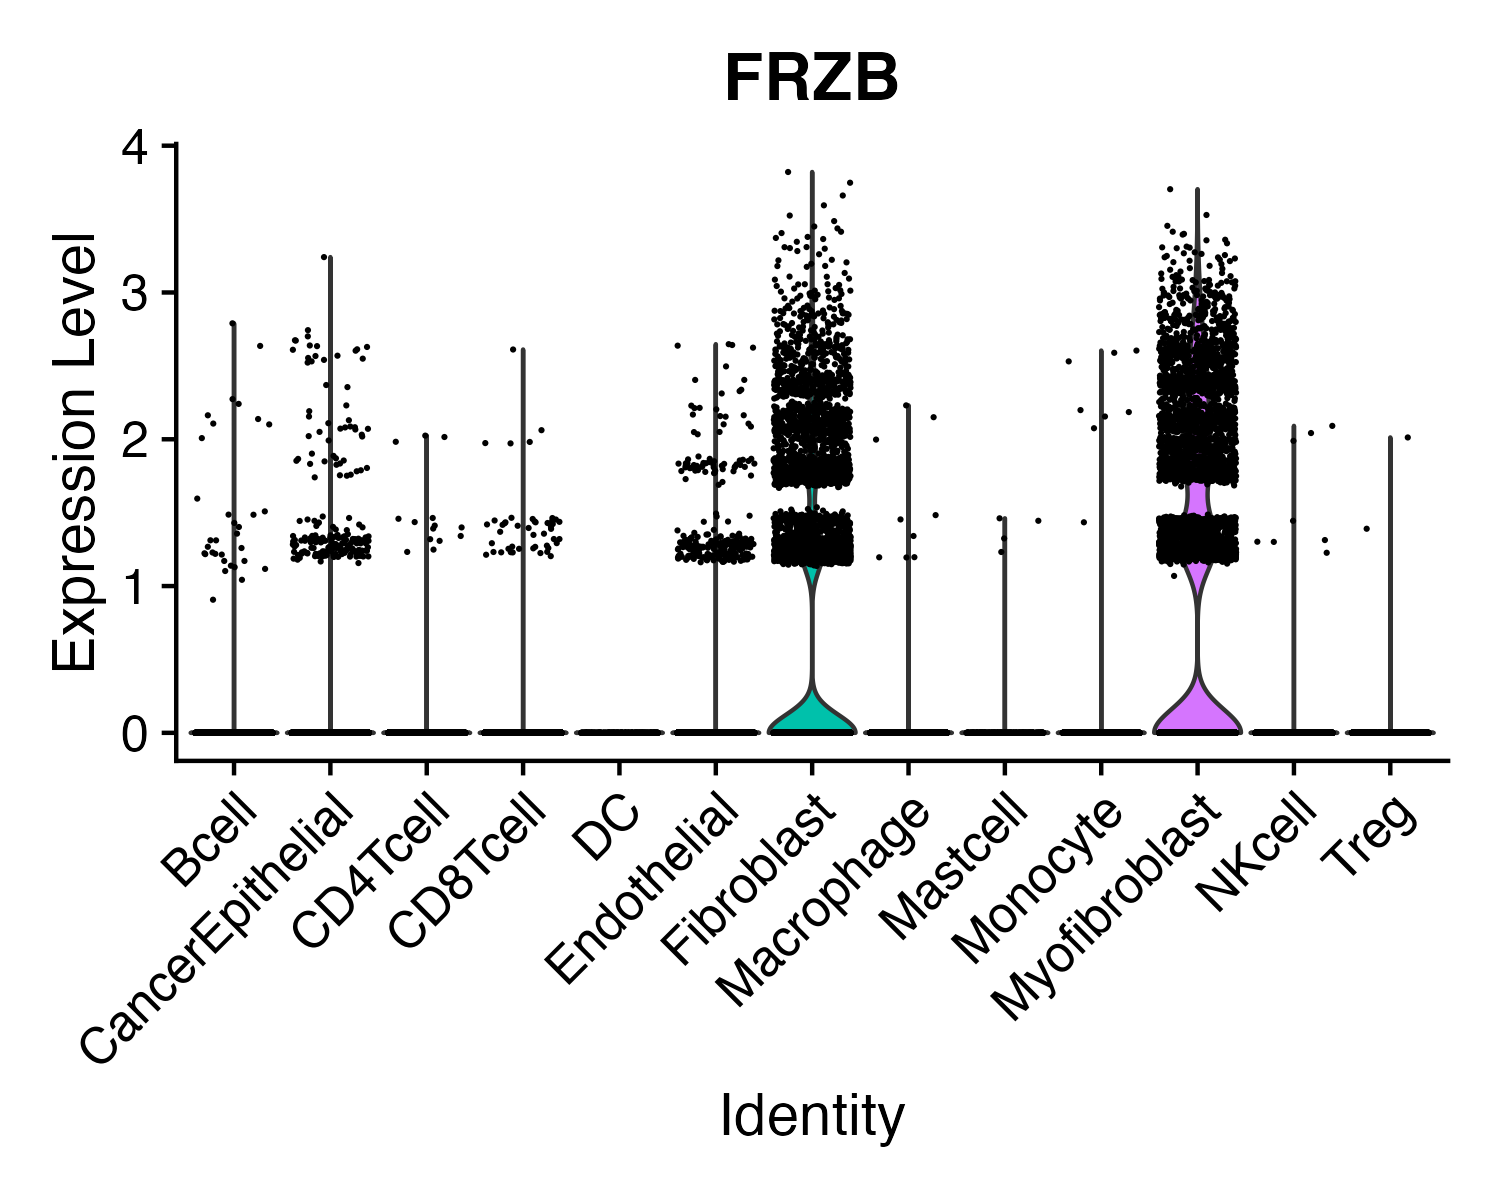 FRZB
Expression Level
4
3
2
1
0
Bcell
CancerEpithelial
CD4Tcell
CD8Tcell
DC
Endothelial
Fibroblast
Macrophage
Mastcell
Monocyte
Myofibroblast
NKcell
Treg
Identity